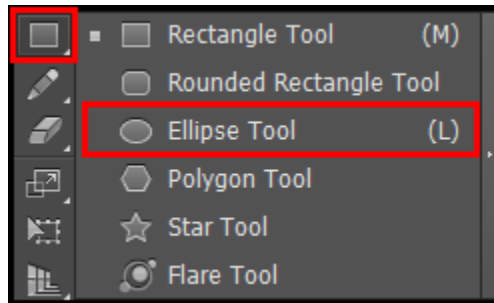 Rectangle Tool (M)
Rounded Rectangle Tool
Ellipse Tool (L)
Polygon Tool
Star Tool
Flare Tool